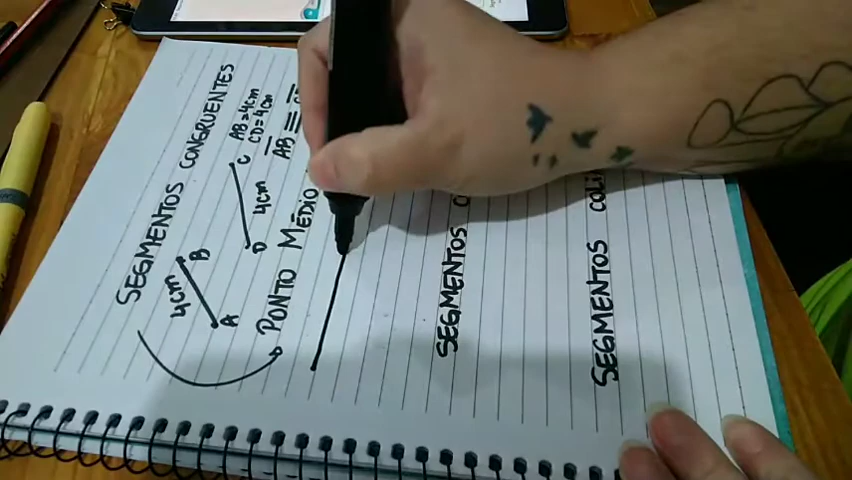 SEGMENTOS CONGRUENTES
AB=4cm
CD=4cm
AB ≡
C
D
4cm
B
A
4cm
PONTO MÉDIO
SEGMENTOS
SEGMENTOS